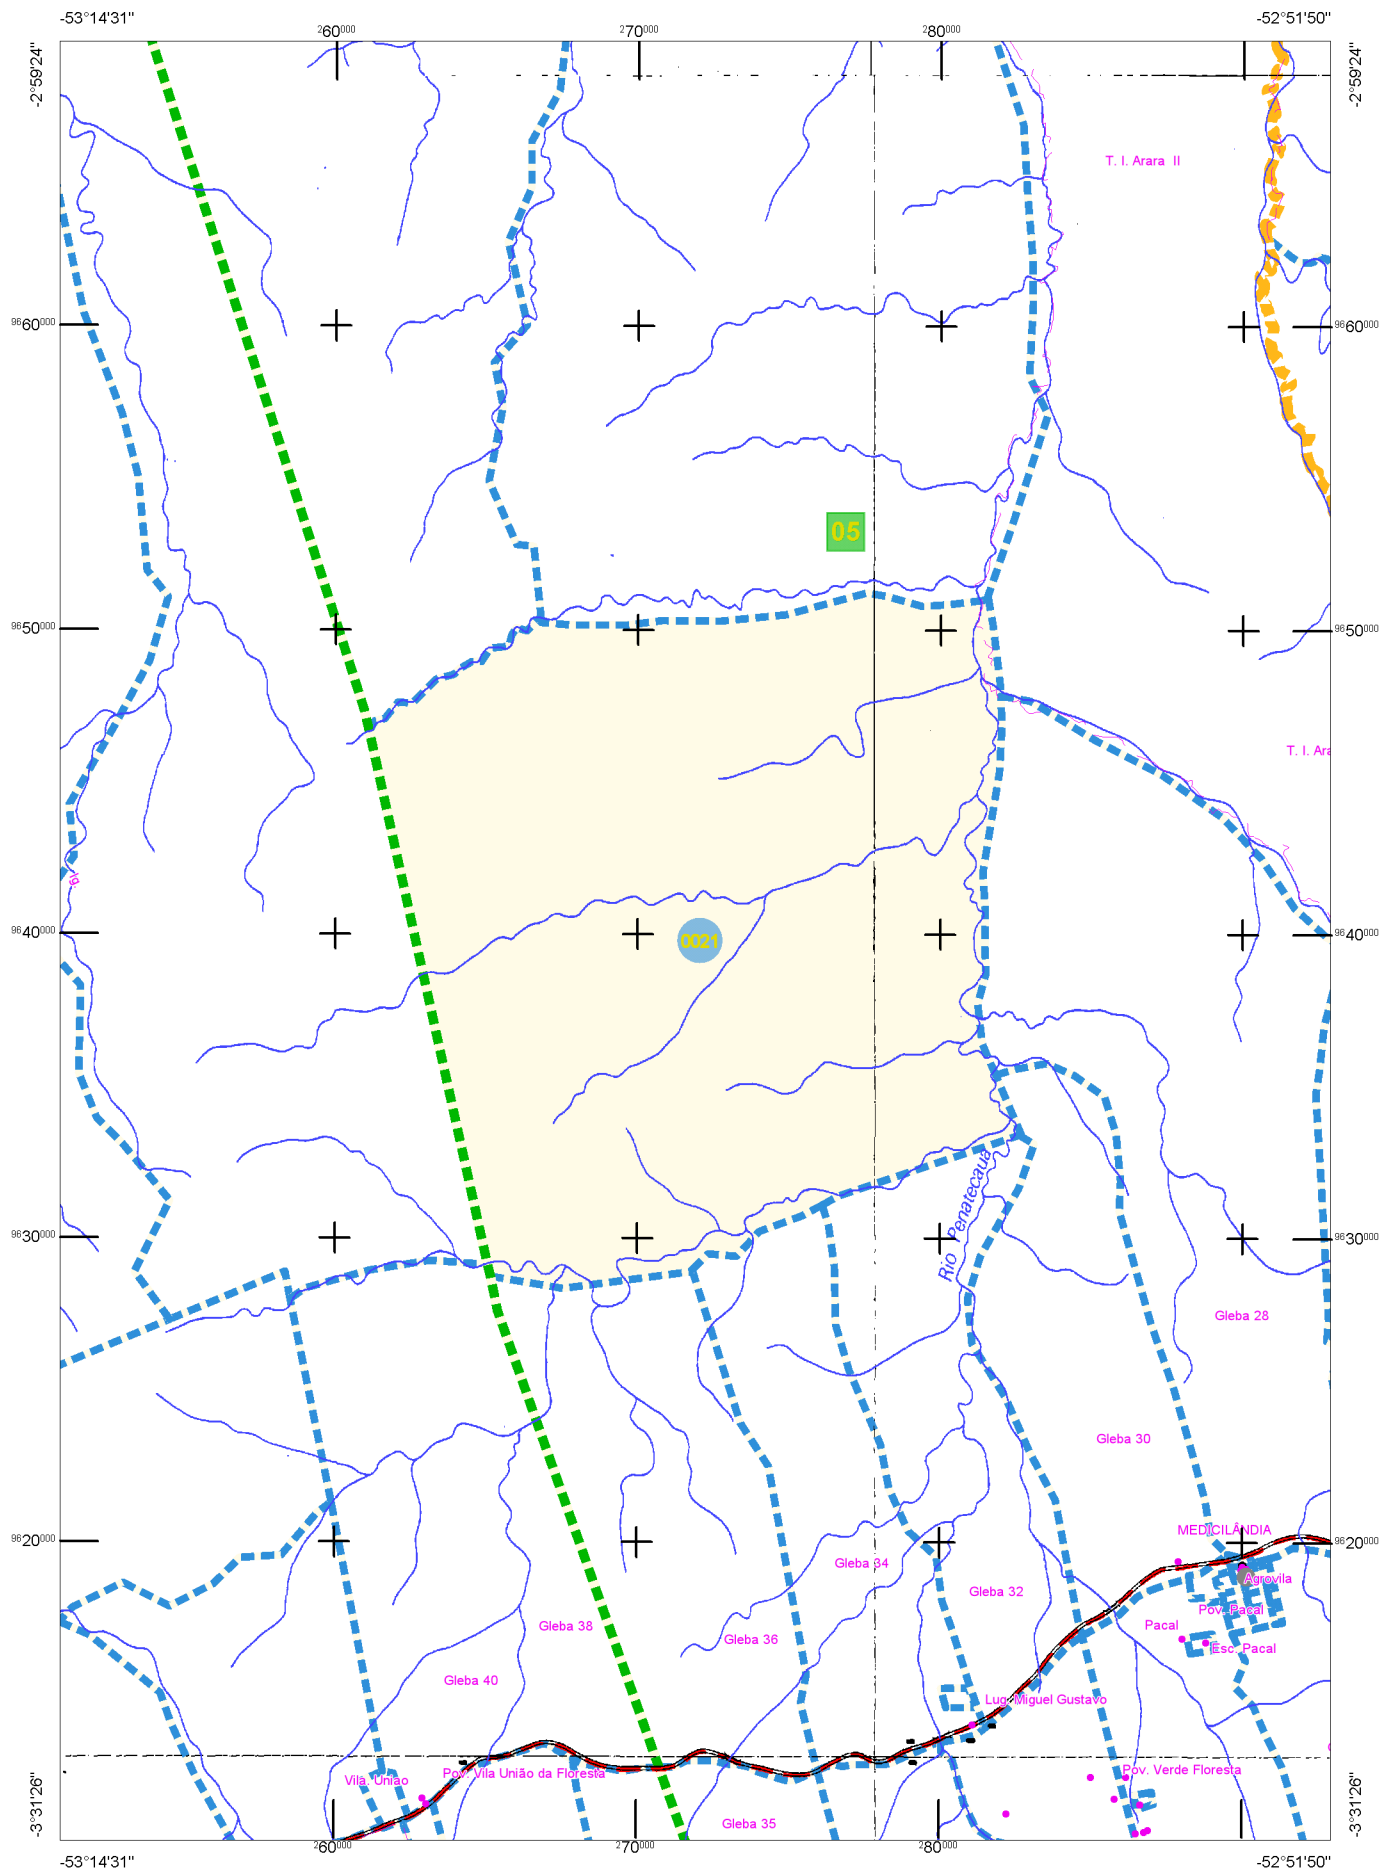 -53°14'31"
-52°51'50"
260000
270000
280000
-2°59'24"
-2°59'24"
T. I. Arara II
9660000
9660000
05
9650000
9650000
T. I. Ara
9640000
0021
9640000
Rio Penatecaua
9630000
9630000
Gleba 28
Gleba 30
MEDICILÂNDIA
9620000
9620000
Gleba 34
Agrovila
Gleba 32
Pov. Pacal
Gleba 38
Pacal
Gleba 36
Esc. Pacal
Gleba 40
Lug. Miguel Gustavo
Pov. Verde Floresta
Pov. Vila União da Floresta
Vila. União
-3°31'26"
-3°31'26"
Gleba 35
260000
270000
280000
-53°14'31"
-52°51'50"